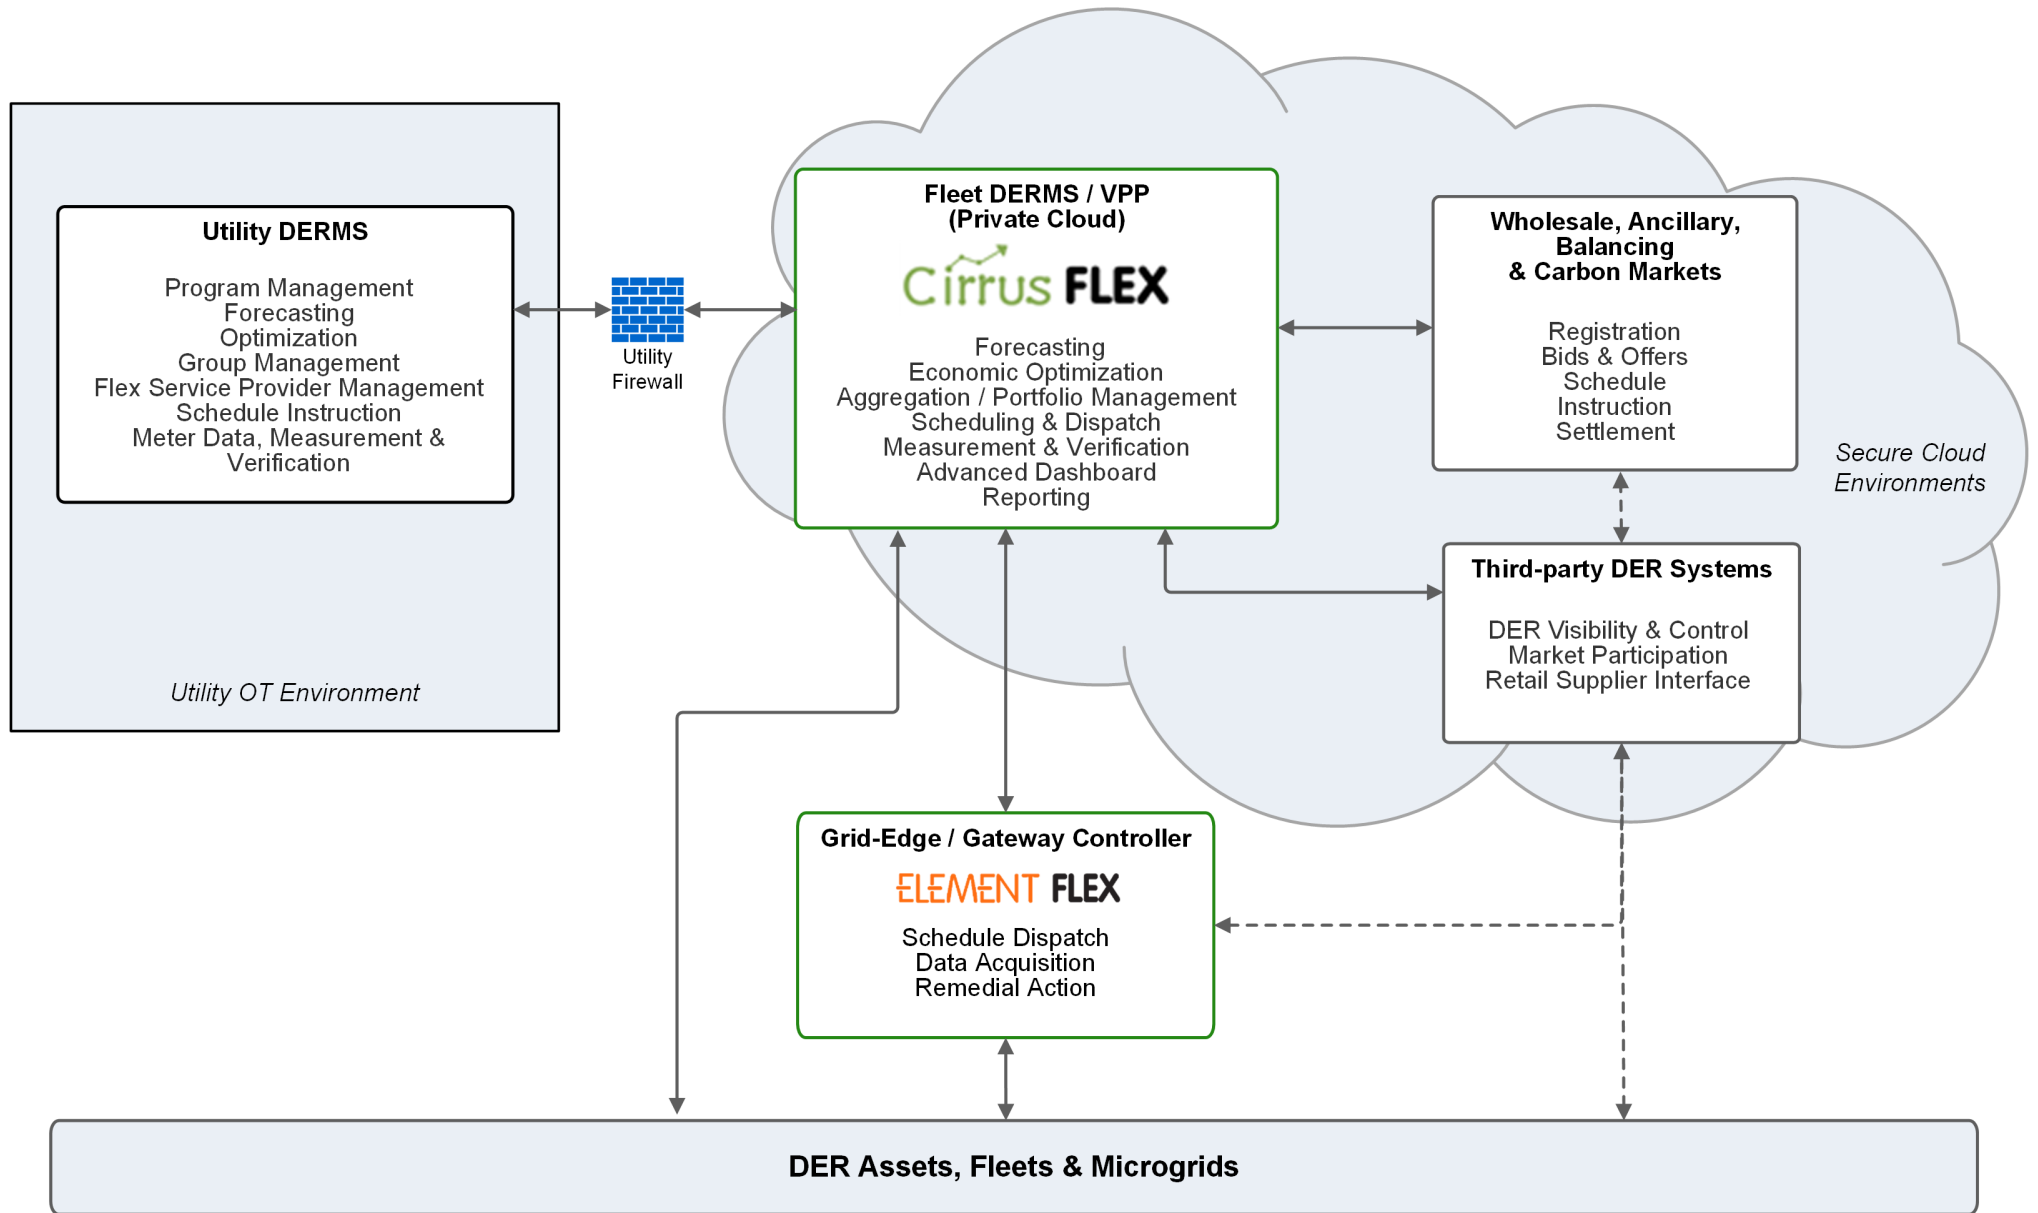 Utility DERMS
Program Management
Forecasting
Optimization
Group Management
Flex Service Provider Management
Schedule Instruction
Meter Data, Measurement &
Verification
Utility OT Environment
Utility
Firewall
Fleet DERMS / VPP
(Private Cloud)
Cirrus FLEX
Forecasting
Economic Optimization
Aggregation / Portfolio Management
Scheduling & Dispatch
Measurement & Verification
Advanced Dashboard
Reporting
Wholesale, Ancillary,
Balancing
& Carbon Markets
Registration
Bids & Offers
Schedule
Instruction
Settlement
Secure Cloud
Environments
Third-party DER Systems
DER Visibility & Control
Market Participation
Retail Supplier Interface
Grid-Edge / Gateway Controller
ELEMENT FLEX
Schedule Dispatch
Data Acquisition
Remedial Action
DER Assets, Fleets & Microgrids